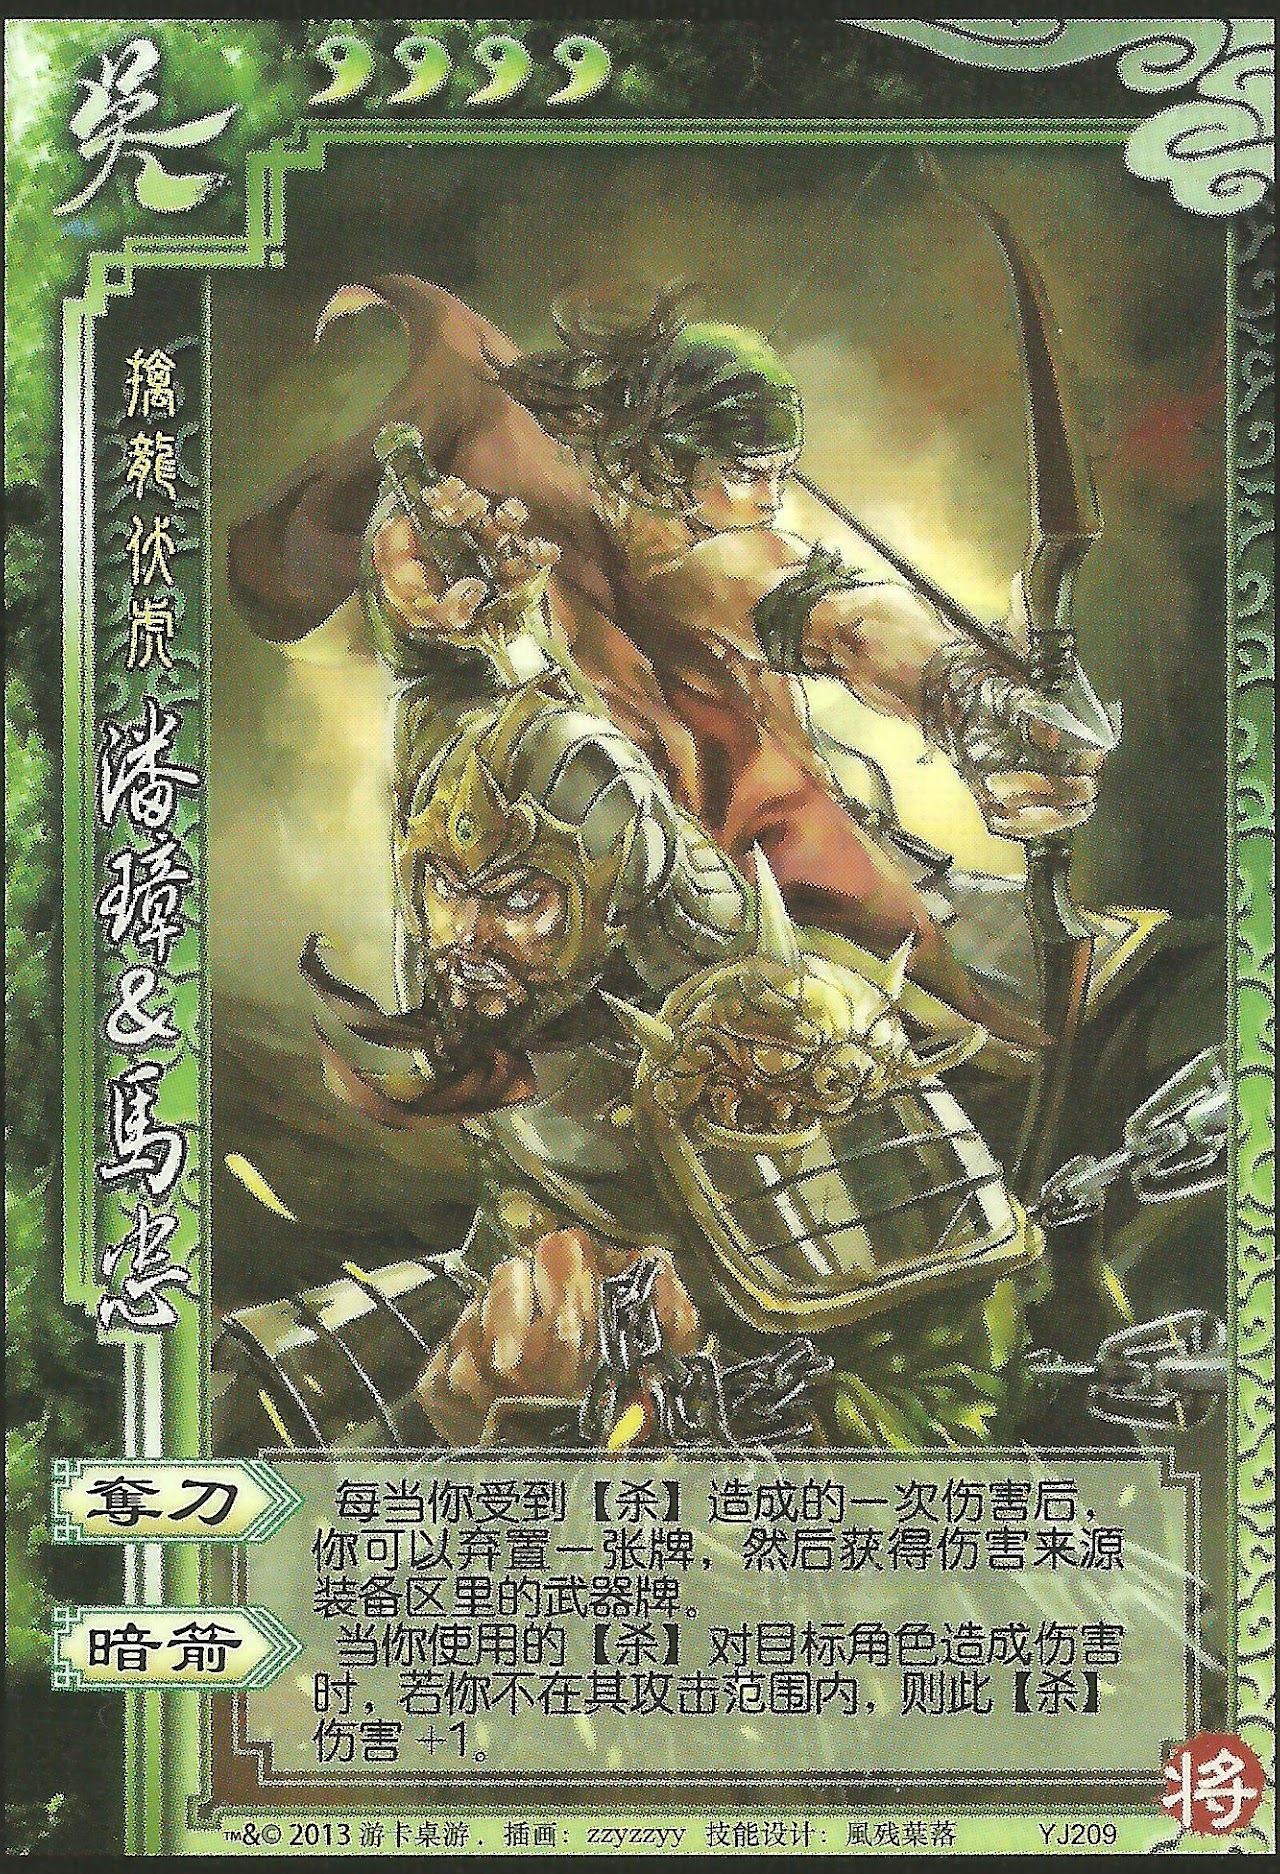 吴
擒龍伏虎
潘璋&馬忠
奪刀
每当你受到【杀】造成的一次伤害后，
你可以弃置一张牌，然后获得伤害来源
装备区里的武器牌。
暗箭
当你使用的【杀】对目标角色造成伤害
时，若你不在其攻击范围内，则此【杀】
伤害+1。
将
™&© 2013 游卡桌游．插画：zzyzzyy 技能设计：風残葉落 YJ209